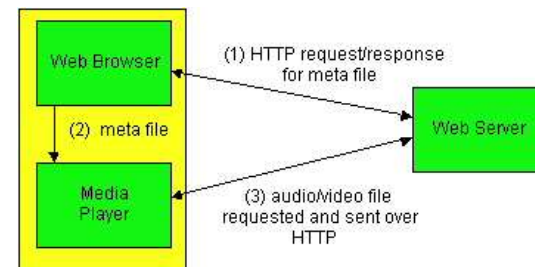 Web Browser
(1) HTTP request/response
for meta file
(2) meta file
Web Server
Media
Player
(3) audio/video file
requested and sent over
HTTP